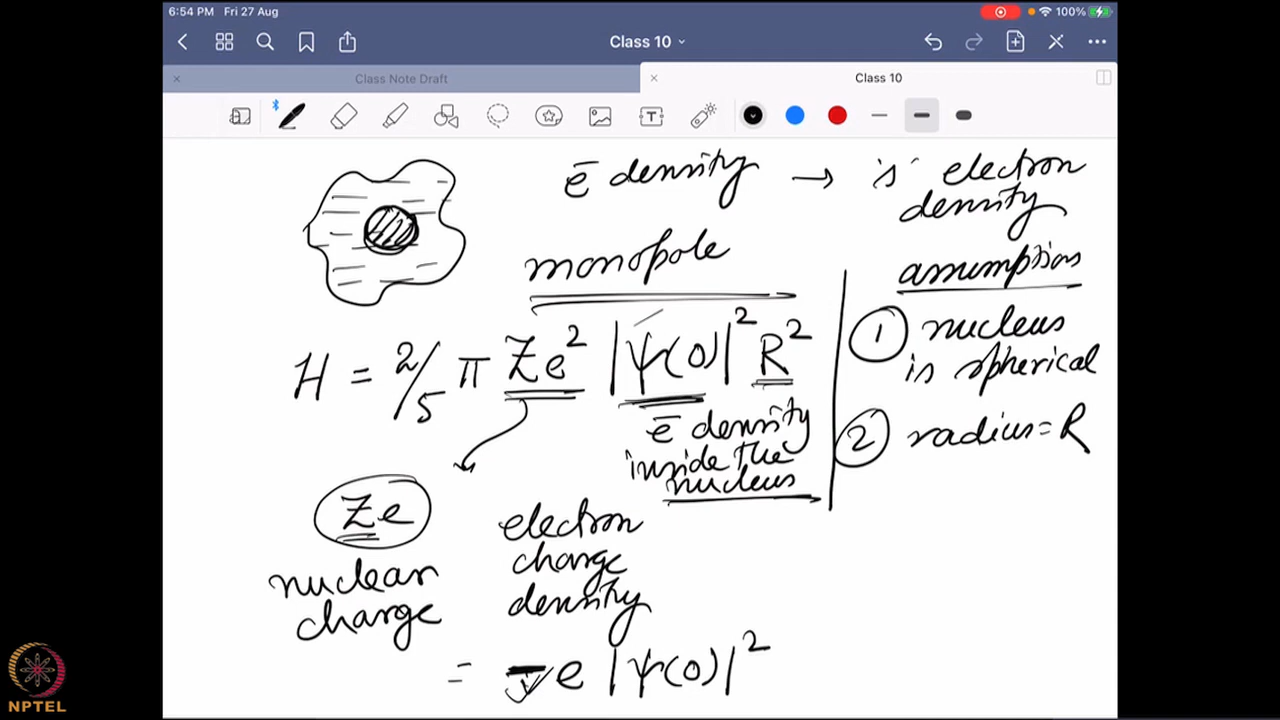 6:54 PM Fri 27 Aug
100%
Class 10
Class Note Draft
Class 10
ē density → is electron
density
monopole
assumptions
① nucleus
is spherical
H = 2/5 π Ze² |ψ(0)|² R²
② radius = R
ē density
inside the
nucleus
Ze
nuclear
charge
electron
charge
density
= - e |ψ(0)|²
NPTEL